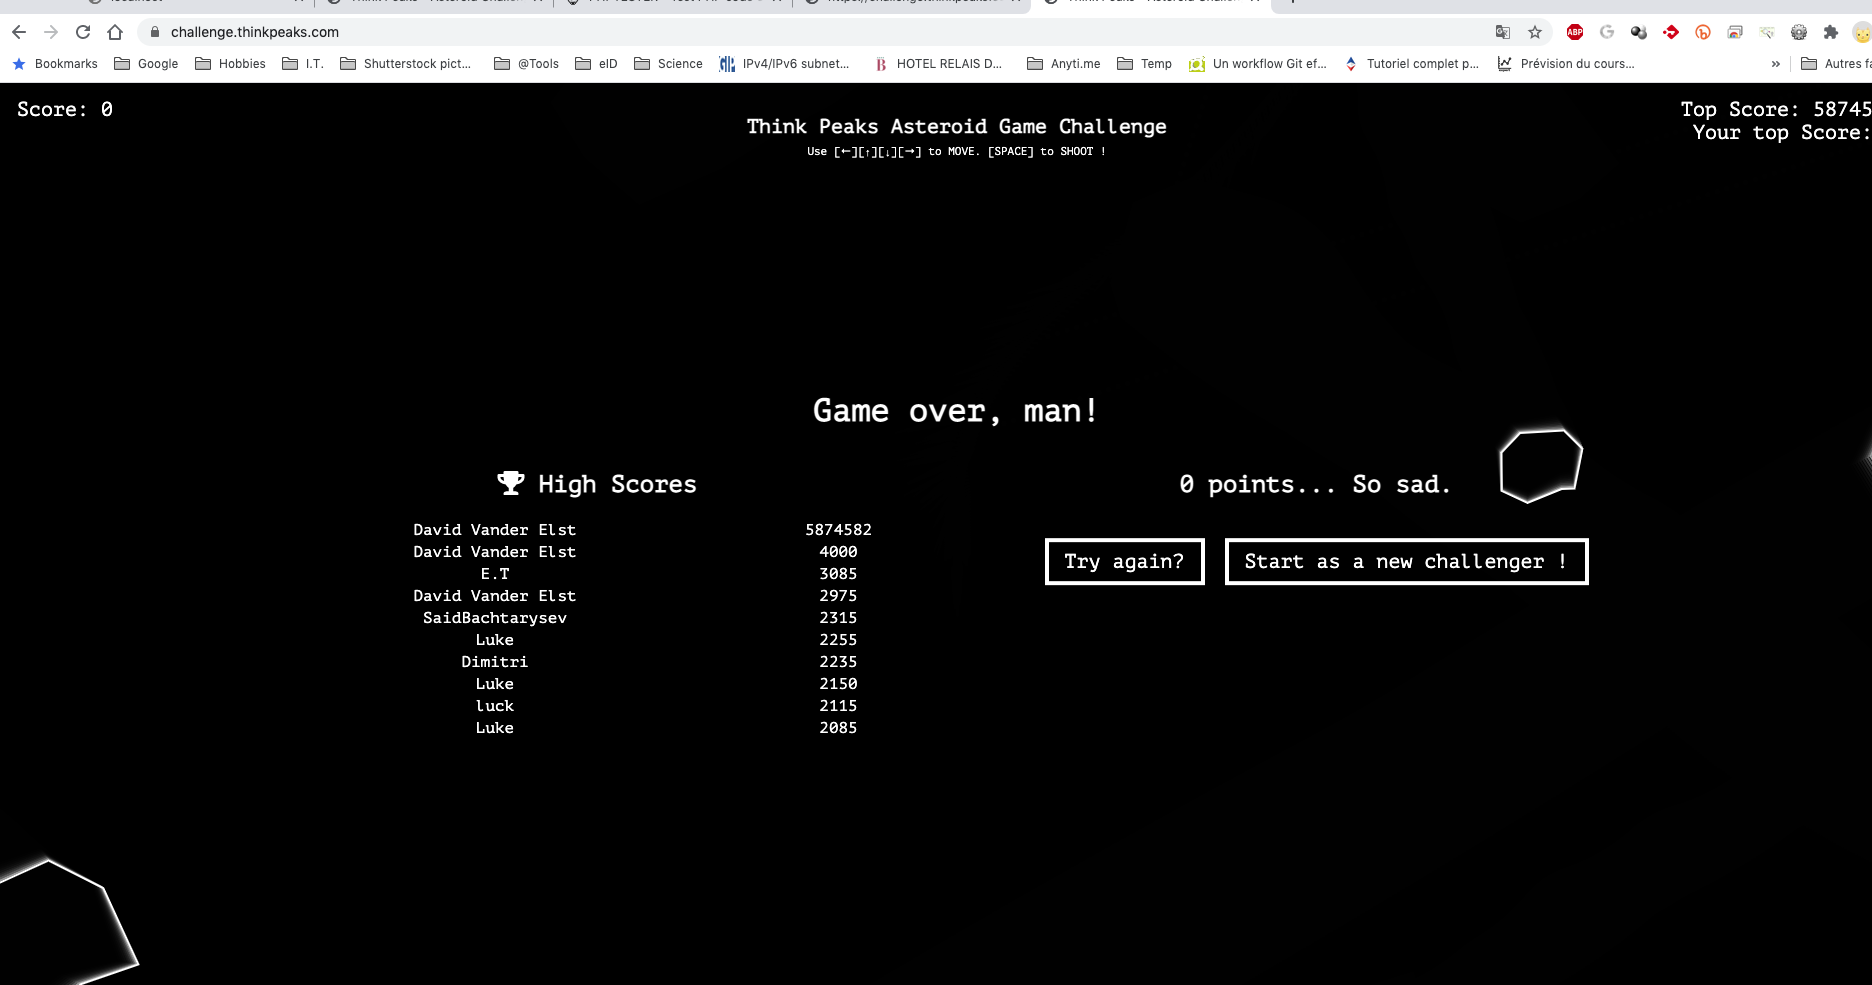 challenge.thinkpeaks.com
ABP
Bookmarks Google Hobbies I.T. Shutterstock pict... @Tools eID Science IPv4/IPv6 subnet... HOTEL RELAIS D... Anyti.me Temp Un workflow Git ef... Tutoriel complet p... Prévision du cours... » Autres fa
Score: 0
Top Score: 58745
Your top Score:
Think Peaks Asteroid Game Challenge
Use [←][↑][↓][→] to MOVE. [SPACE] to SHOOT !
Game over, man!
High Scores
David Vander Elst 5874582
David Vander Elst 4000
E.T 3085
David Vander Elst 2975
SaidBachtarysev 2315
Luke 2255
Dimitri 2235
Luke 2150
luck 2115
Luke 2085
0 points... So sad.
Try again? Start as a new challenger !